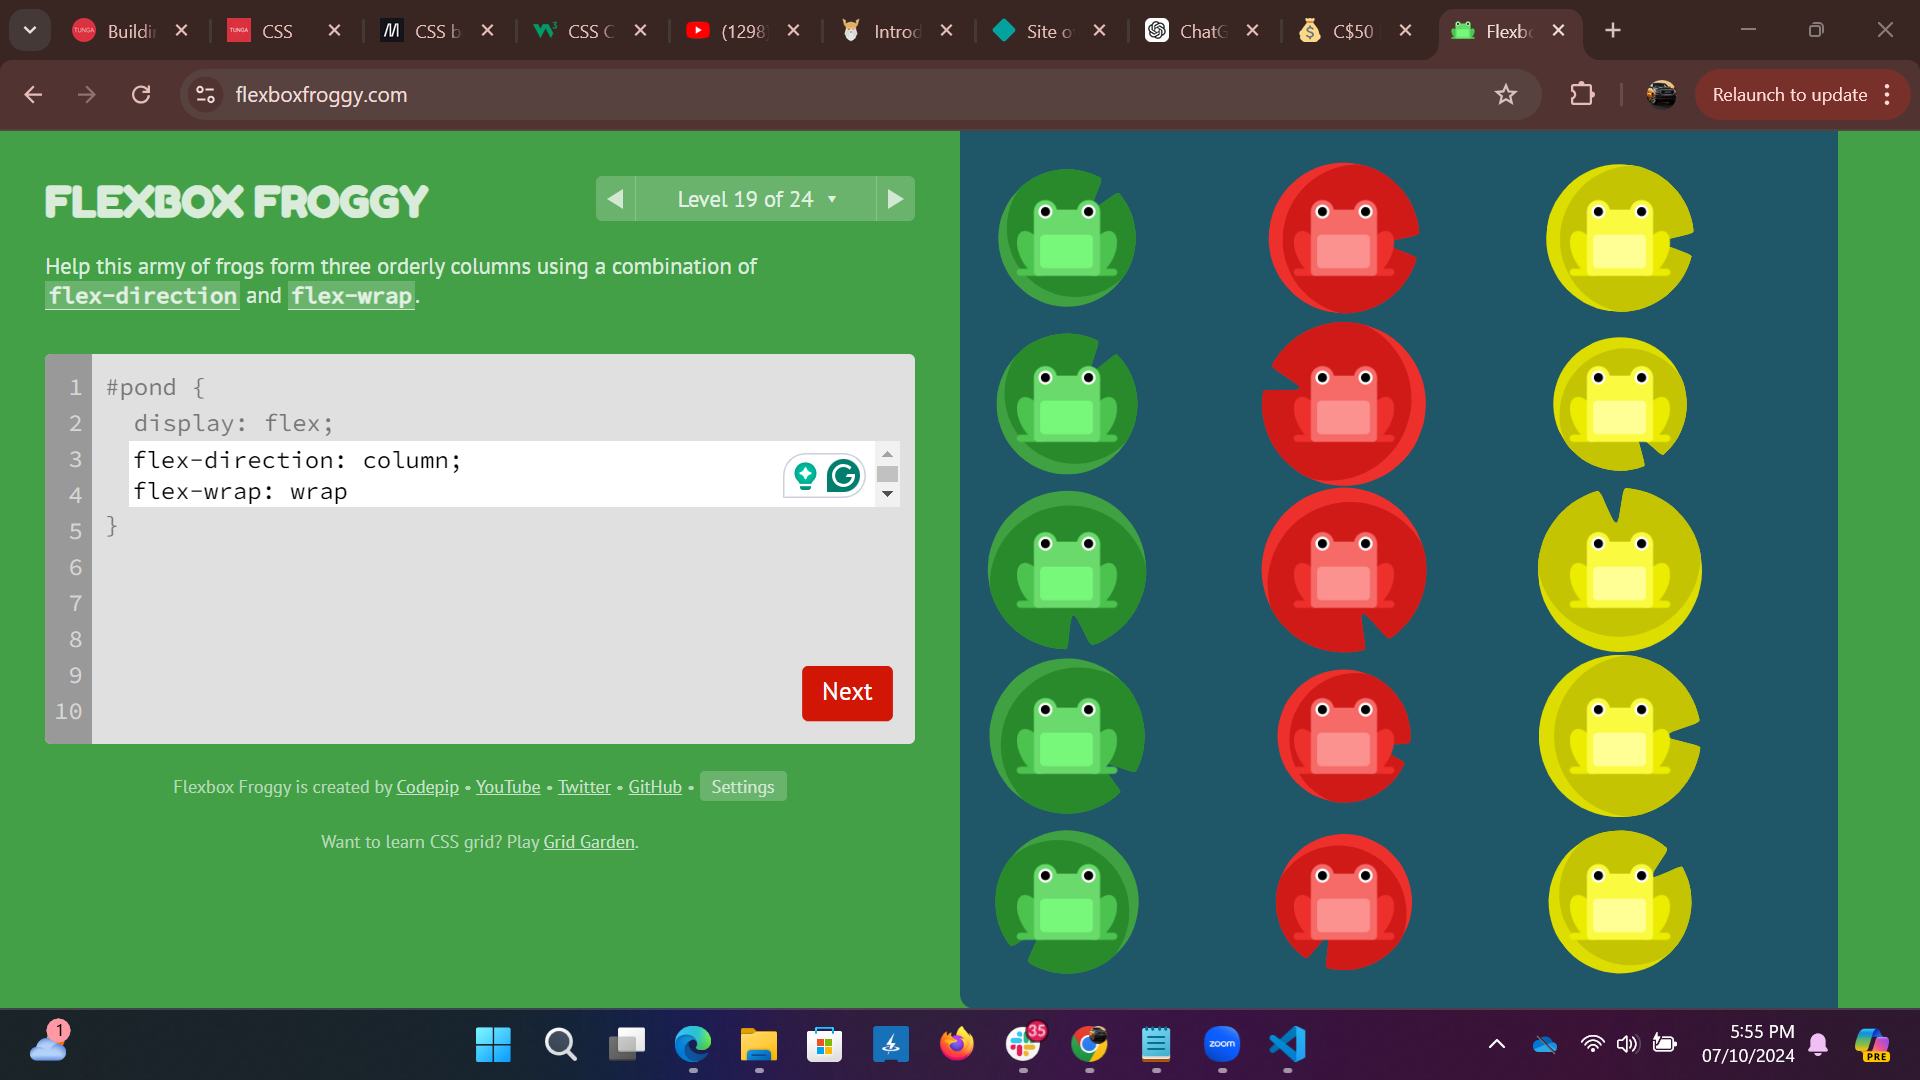 Buildin
CSS
CSS b
CSS C
(1298)
Introd
Site o
ChatG
C$50
Flexbo
flexboxfroggy.com
Relaunch to update
FLEXBOX FROGGY
Level 19 of 24
Help this army of frogs form three orderly columns using a combination of
flex-direction and flex-wrap.
1 #pond {
2 display: flex;
3 flex-direction: column;
4 flex-wrap: wrap
5 }
6
7
8
9
10
Next
Flexbox Froggy is created by Codepip • YouTube • Twitter • GitHub • Settings
Want to learn CSS grid? Play Grid Garden.
1
35
zoom
5:55 PM
07/10/2024
PRE